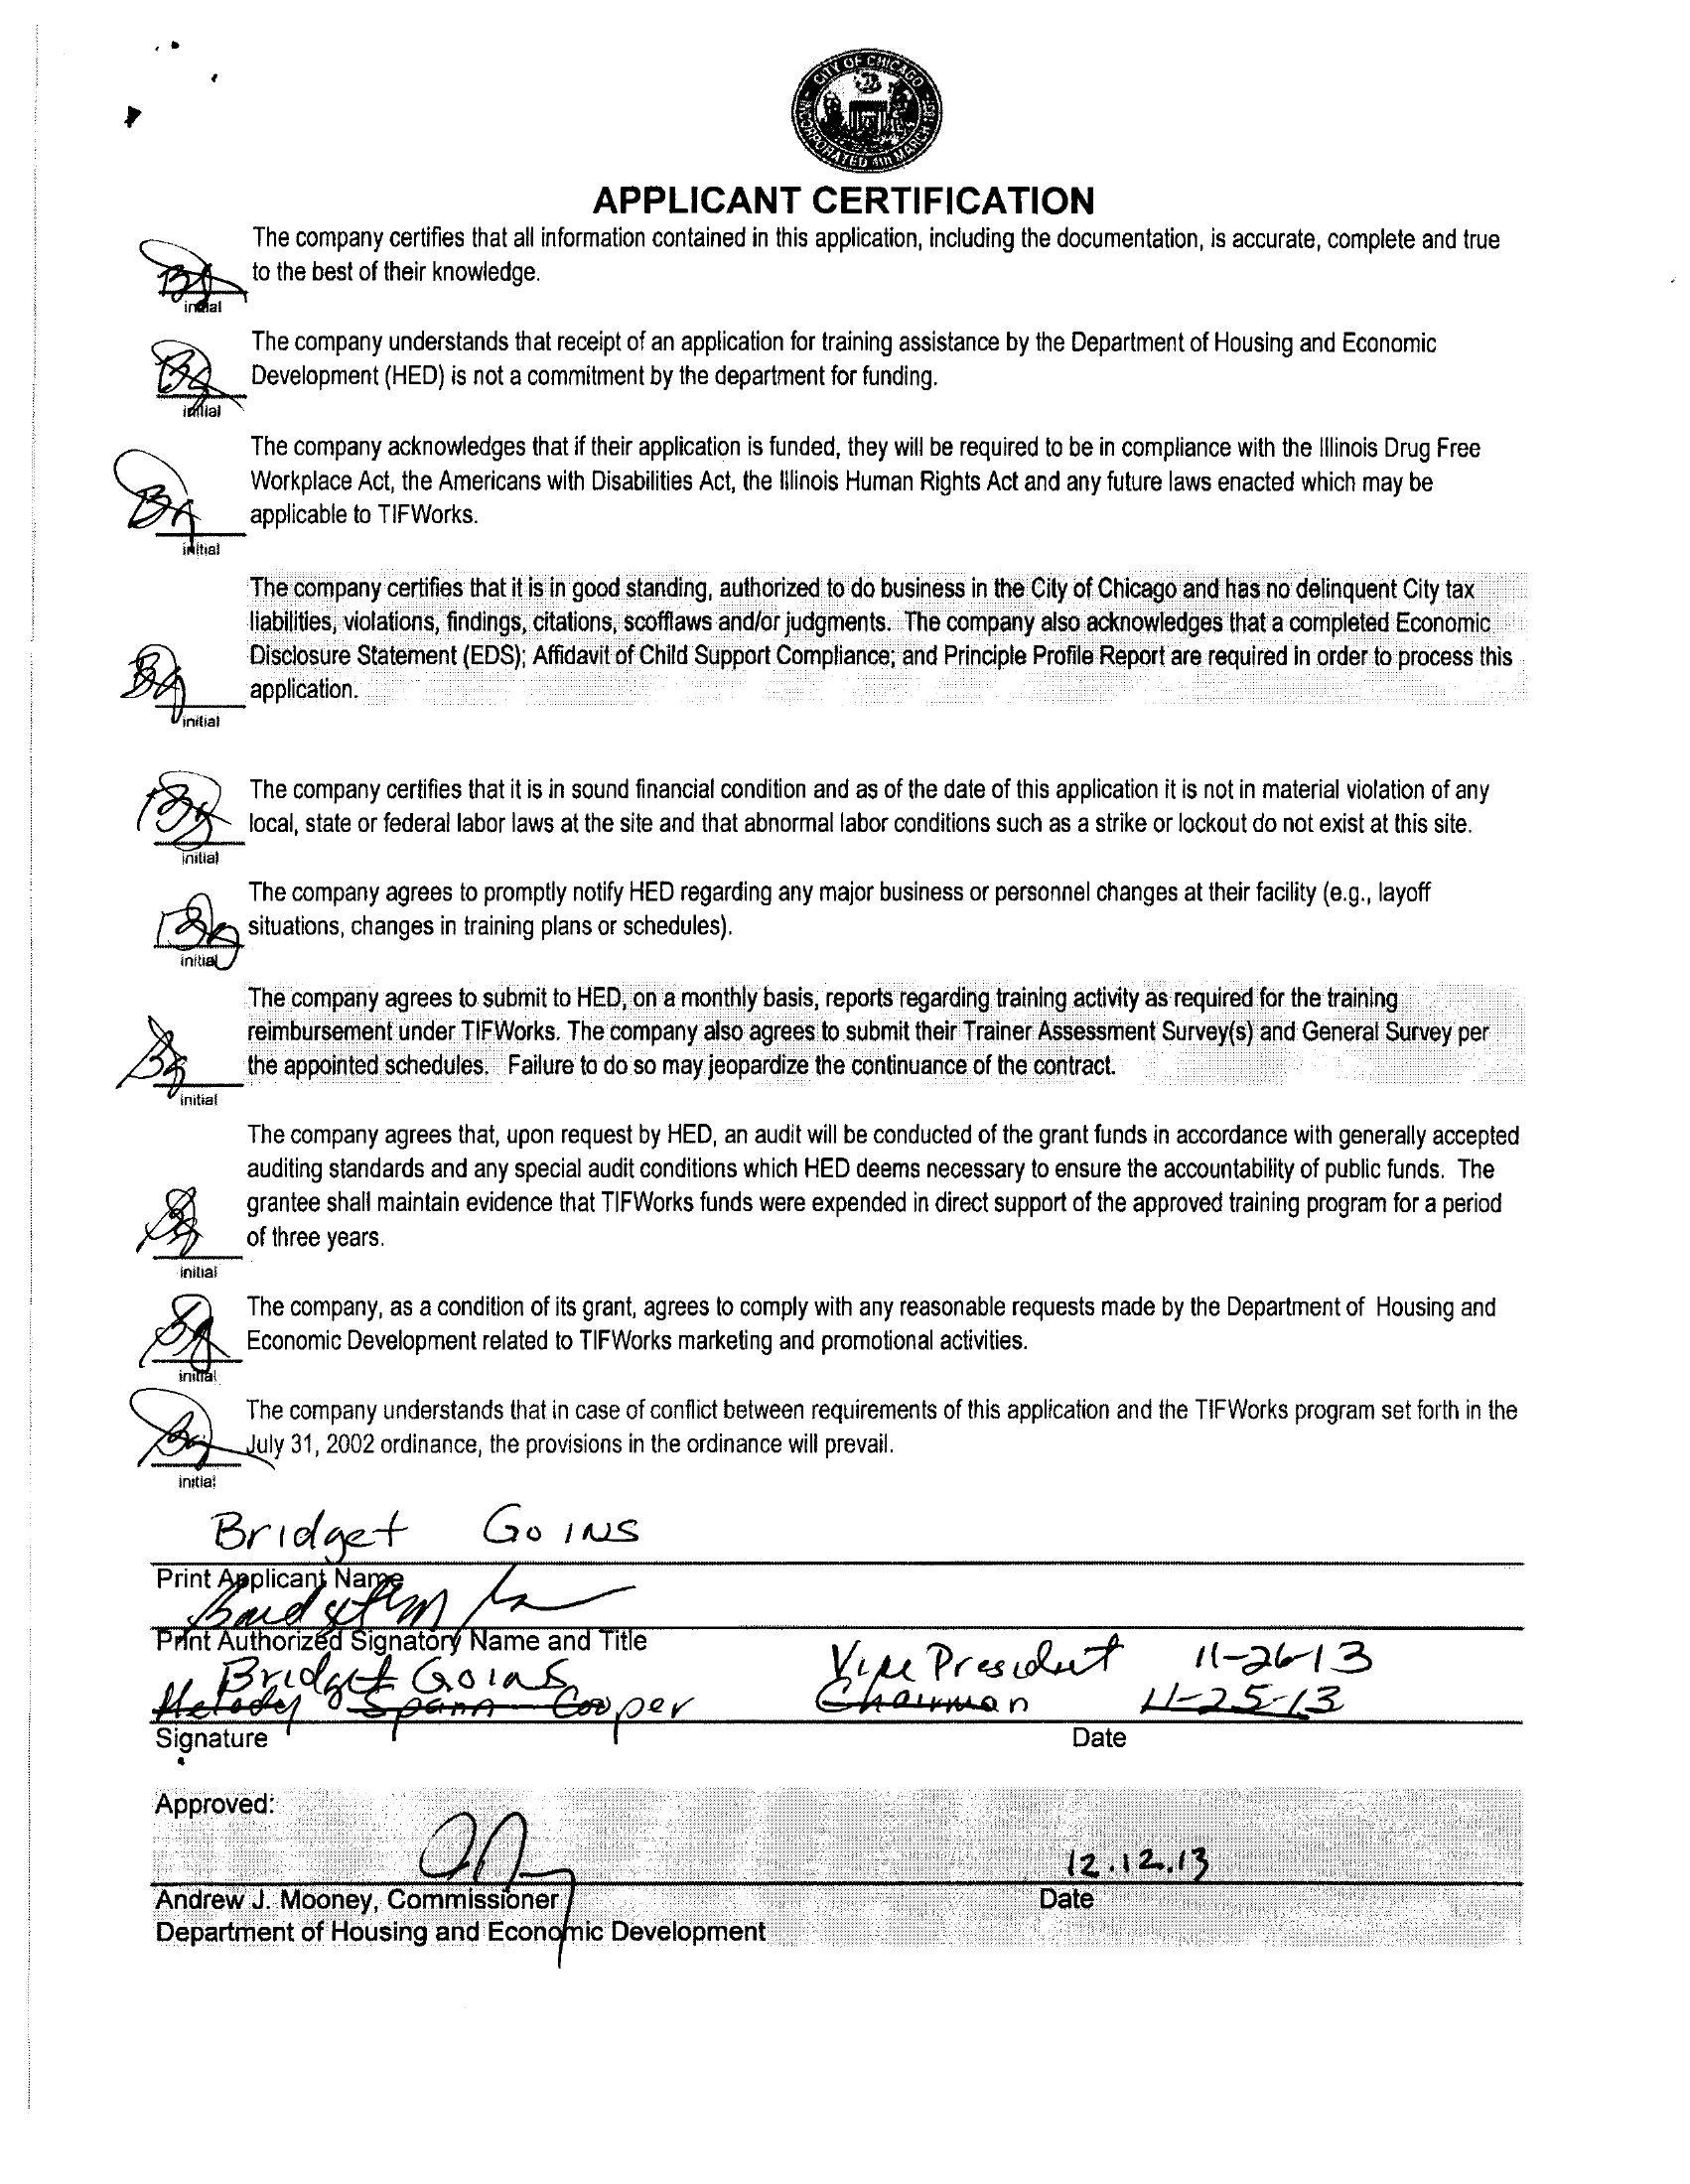 CITY OF CHICAGO
INCORPORATED 4th MARCH
APPLICANT CERTIFICATION
The company certifies that all information contained in this application, including the documentation, is accurate, complete and true
to the best of their knowledge.
initial
The company understands that receipt of an application for training assistance by the Department of Housing and Economic
Development (HED) is not a commitment by the department for funding.
initial
The company acknowledges that if their application is funded, they will be required to be in compliance with the Illinois Drug Free
Workplace Act, the Americans with Disabilities Act, the Illinois Human Rights Act and any future laws enacted which may be
applicable to TIFWorks.
initial
The company certifies that it is in good standing, authorized to do business in the City of Chicago and has no delinquent City tax
liabilities, violations, findings, citations, scofflaws and/or judgments. The company also acknowledges that a completed Economic
Disclosure Statement (EDS); Affidavit of Child Support Compliance; and Principle Profile Report are required in order to process this
application.
initial
The company certifies that it is in sound financial condition and as of the date of this application it is not in material violation of any
local, state or federal labor laws at the site and that abnormal labor conditions such as a strike or lockout do not exist at this site.
initial
The company agrees to promptly notify HED regarding any major business or personnel changes at their facility (e.g., layoff
situations, changes in training plans or schedules).
initial
The company agrees to submit to HED, on a monthly basis, reports regarding training activity as required for the training
reimbursement under TIFWorks. The company also agrees to submit their Trainer Assessment Survey(s) and General Survey per
the appointed schedules. Failure to do so may jeopardize the continuance of the contract.
initial
The company agrees that, upon request by HED, an audit will be conducted of the grant funds in accordance with generally accepted
auditing standards and any special audit conditions which HED deems necessary to ensure the accountability of public funds. The
grantee shall maintain evidence that TIFWorks funds were expended in direct support of the approved training program for a period
of three years.
initial
The company, as a condition of its grant, agrees to comply with any reasonable requests made by the Department of Housing and
Economic Development related to TIFWorks marketing and promotional activities.
initial
The company understands that in case of conflict between requirements of this application and the TIFWorks program set forth in the
July 31, 2002 ordinance, the provisions in the ordinance will prevail.
initial
Bridget Goins
Print Applicant Name
Print Authorized Signatory Name and Title
Bridget Goins Vice President 11-26-13
Melody Spann Cooper Chairman 11-25-13
Signature Date
Approved:
12.12.13
Andrew J. Mooney, Commissioner Date
Department of Housing and Economic Development